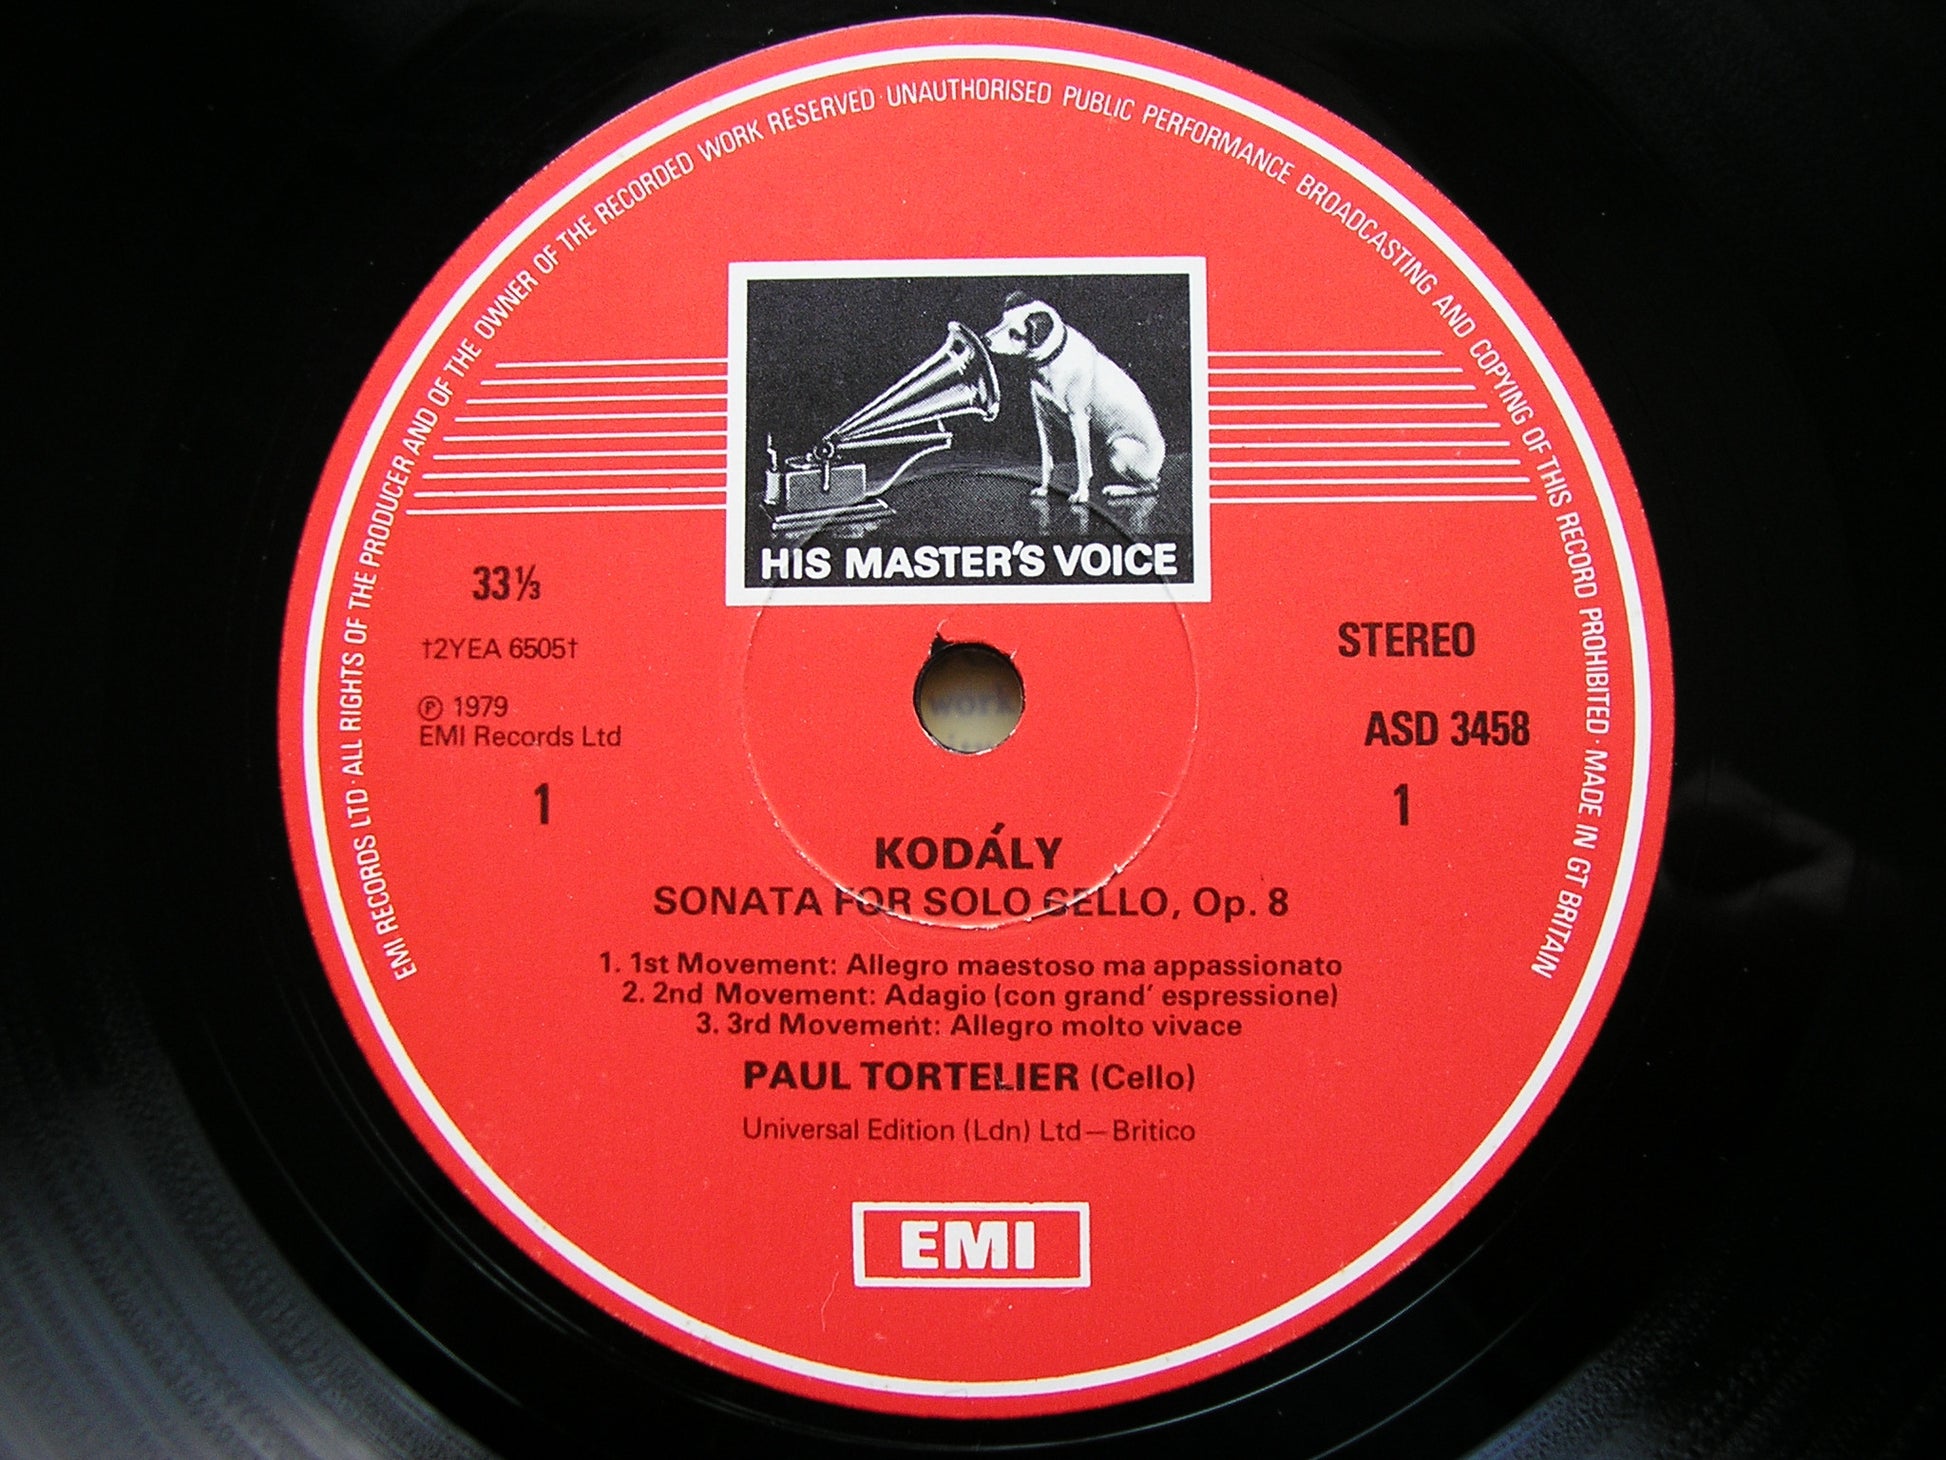 EMI RECORDS LTD · ALL RIGHTS OF THE PRODUCER AND OF THE OWNER OF THE RECORDED WORK RESERVED · UNAUTHORISED PUBLIC PERFORMANCE BROADCASTING AND COPYING OF THIS RECORD PROHIBITED · MADE IN GT BRITAIN
HIS MASTER'S VOICE
33⅓
†2YEA 6505†
℗ 1979
EMI Records Ltd
1
STEREO
ASD 3458
1
work
KODÁLY
SONATA FOR SOLO CELLO, Op. 8
1. 1st Movement: Allegro maestoso ma appassionato
2. 2nd Movement: Adagio (con grand' espressione)
3. 3rd Movement: Allegro molto vivace
PAUL TORTELIER (Cello)
Universal Edition (Ldn) Ltd — Britico
EMI